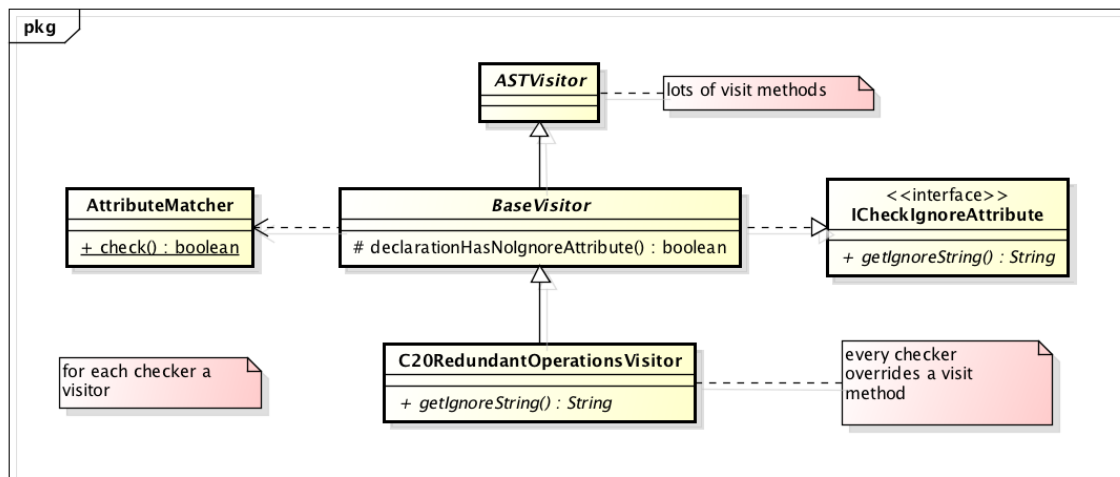 pkg
ASTVisitor
lots of visit methods
AttributeMatcher
+ check() : boolean
BaseVisitor
# declarationHasNoIgnoreAttribute() : boolean
<<interface>>
ICheckIgnoreAttribute
+ getIgnoreString() : String
for each checker a
visitor
C20RedundantOperationsVisitor
+ getIgnoreString() : String
every checker
overrides a visit
method